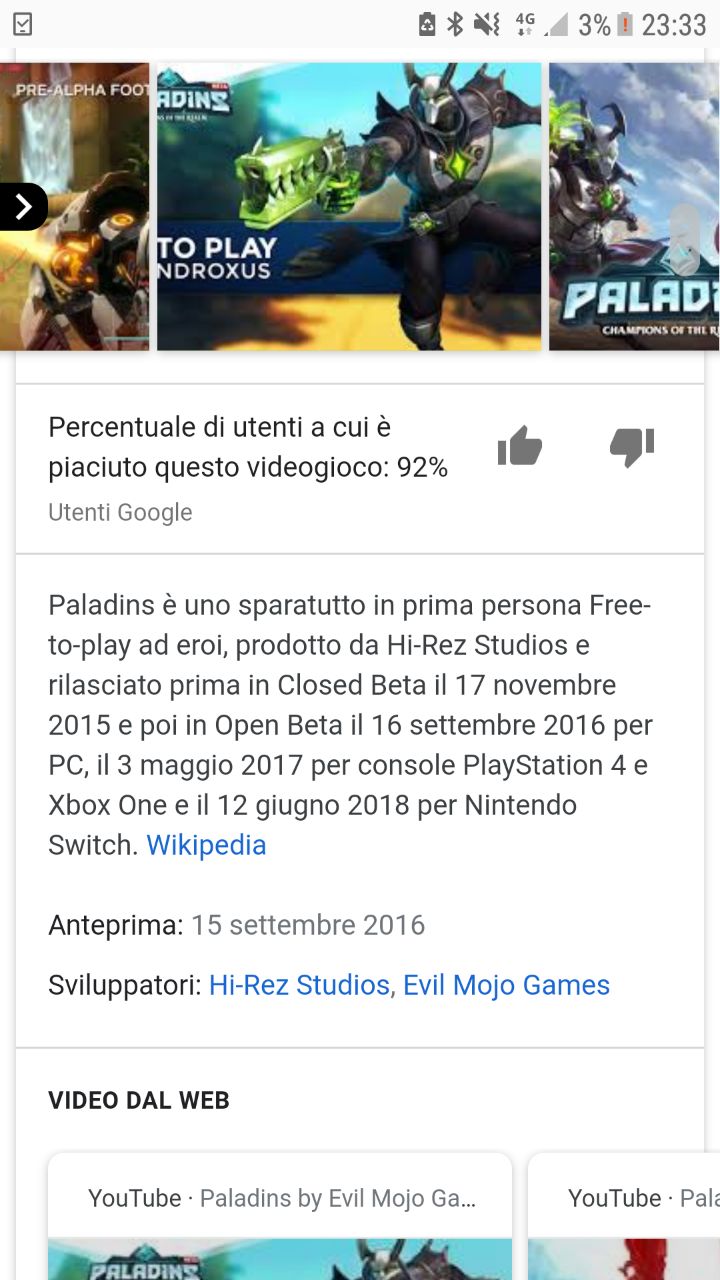 4G 3% 23:33
PRE-ALPHA FOOT
ADINS
TO PLAY
NDROXUS
PALADI
CHAMPIONS OF THE R
Percentuale di utenti a cui è
piaciuto questo videogioco: 92%
Utenti Google
Paladins è uno sparatutto in prima persona Free-
to-play ad eroi, prodotto da Hi-Rez Studios e
rilasciato prima in Closed Beta il 17 novembre
2015 e poi in Open Beta il 16 settembre 2016 per
PC, il 3 maggio 2017 per console PlayStation 4 e
Xbox One e il 12 giugno 2018 per Nintendo
Switch. Wikipedia
Anteprima: 15 settembre 2016
Sviluppatori: Hi-Rez Studios, Evil Mojo Games
VIDEO DAL WEB
YouTube · Paladins by Evil Mojo Ga...
YouTube · Pala
PALADINS